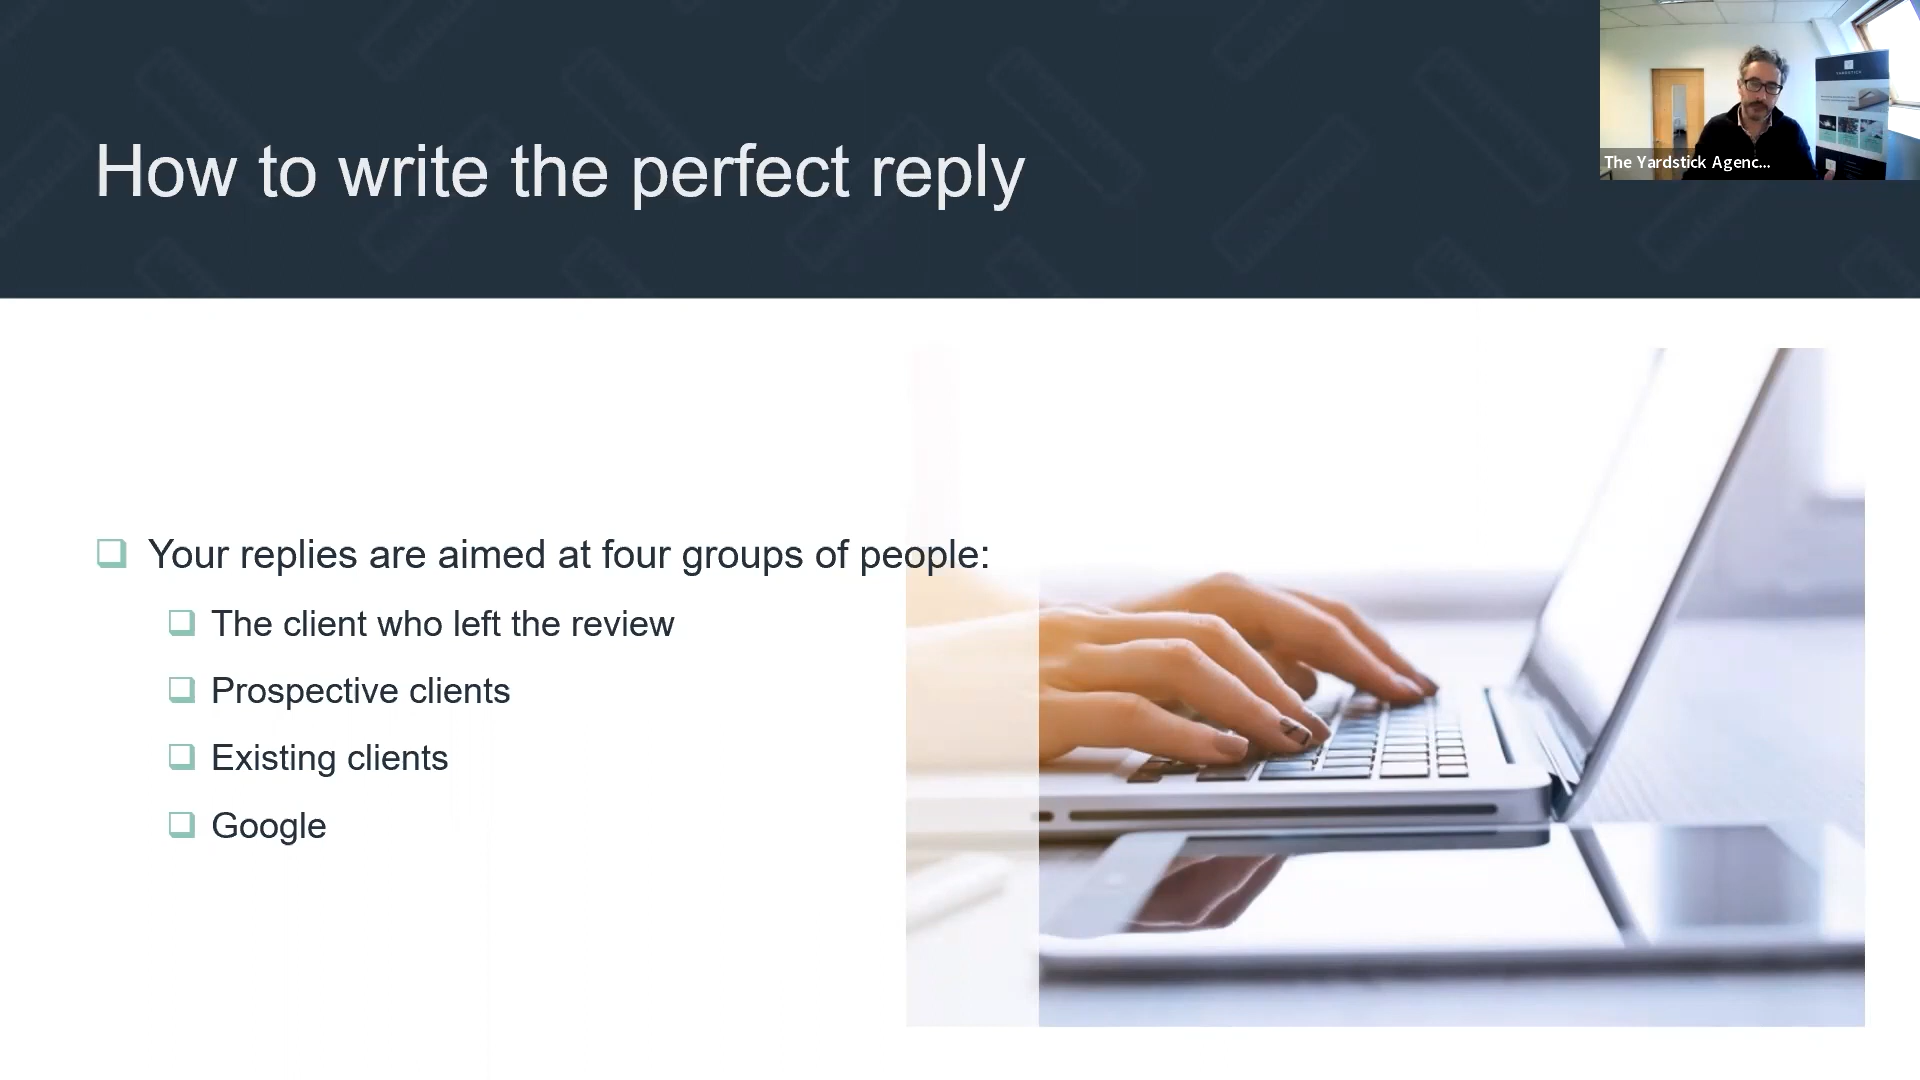 How to write the perfect reply
The Yardstick Agenc...
YARDSTICK
Your replies are aimed at four groups of people:
The client who left the review
Prospective clients
Existing clients
Google